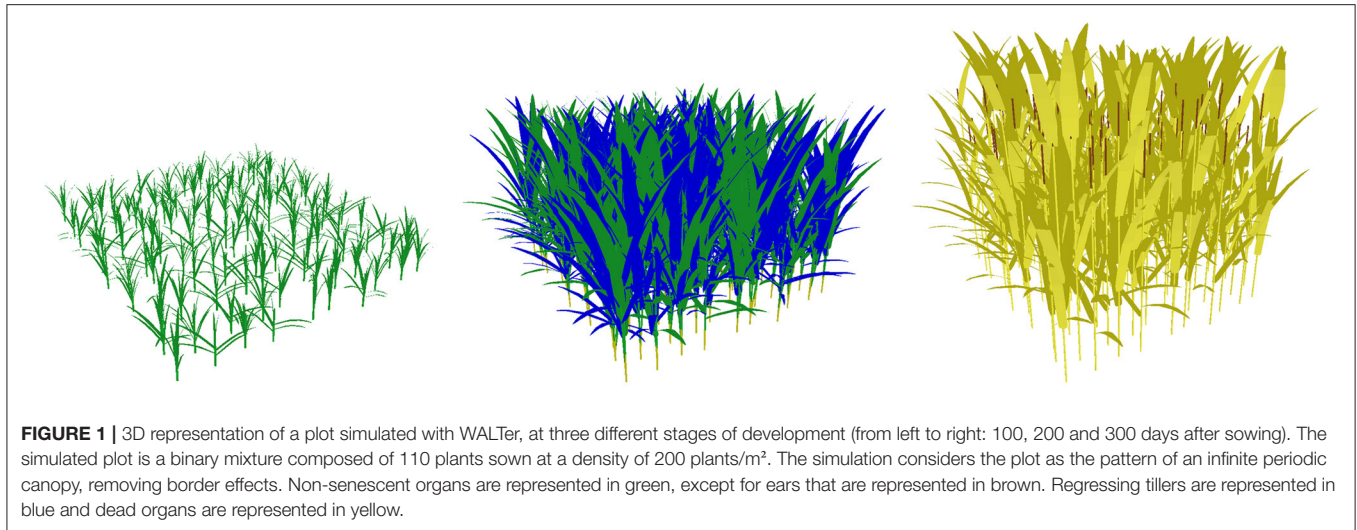 FIGURE 1 | 3D representation of a plot simulated with WALTer, at three different stages of development (from left to right: 100, 200 and 300 days after sowing). The
simulated plot is a binary mixture composed of 110 plants sown at a density of 200 plants/m². The simulation considers the plot as the pattern of an infinite periodic
canopy, removing border effects. Non-senescent organs are represented in green, except for ears that are represented in brown. Regressing tillers are represented in
blue and dead organs are represented in yellow.